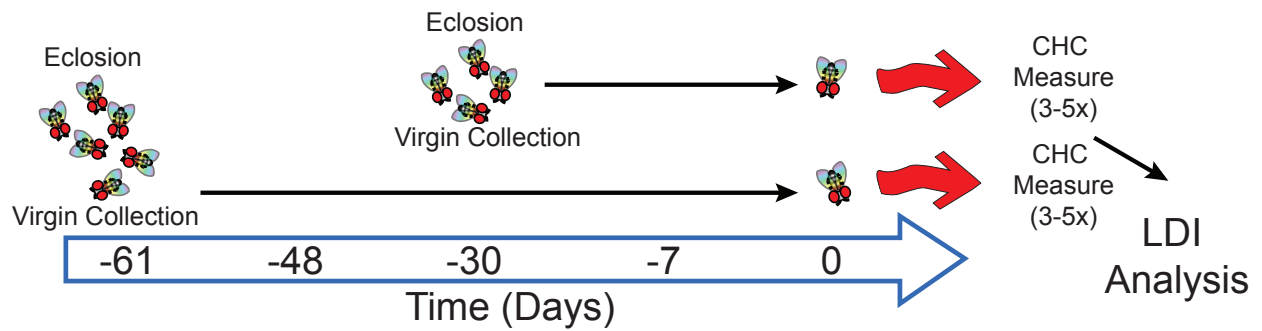 Eclosion
Virgin Collection
Eclosion
Virgin Collection
CHC
Measure
(3-5x)
CHC
Measure
(3-5x)
LDI
Analysis
-61 -48 -30 -7 0
Time (Days)